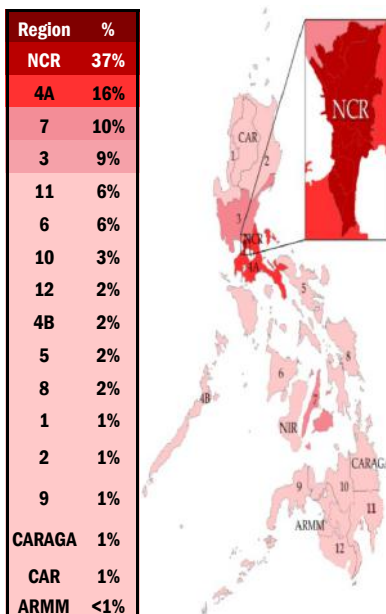 Region %
NCR 37%
4A 16%
7 10%
3 9%
11 6%
6 6%
10 3%
12 2%
4B 2%
5 2%
8 2%
1 1%
2 1%
9 1%
CARAGA 1%
CAR 1%
ARMM <1%
NCR
CAR
1
2
3
NCR
4A
5
4B
6
7
8
NIR
CARAGA
9
10
11
ARMM
12